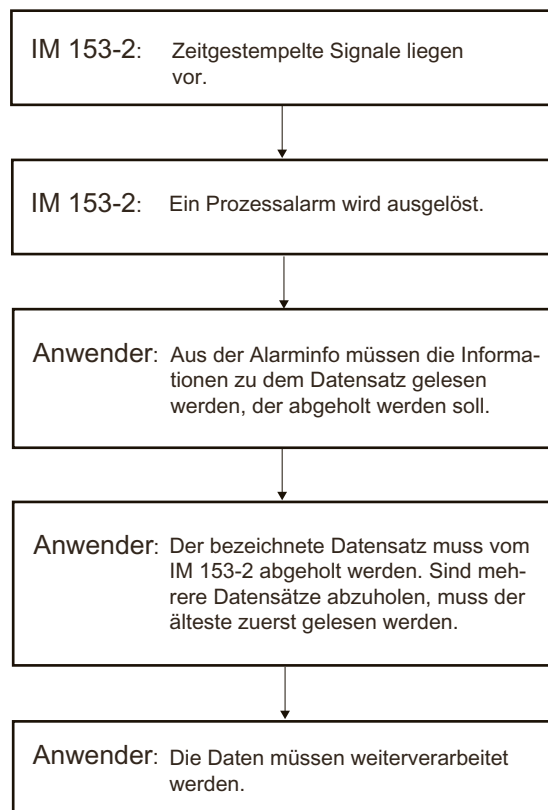 IM 153-2: Zeitgestempelte Signale liegen
vor.
IM 153-2: Ein Prozessalarm wird ausgelöst.
Anwender: Aus der Alarminfo müssen die Informa-
tionen zu dem Datensatz gelesen
werden, der abgeholt werden soll.
Anwender: Der bezeichnete Datensatz muss vom
IM 153-2 abgeholt werden. Sind meh-
rere Datensätze abzuholen, muss der
älteste zuerst gelesen werden.
Anwender: Die Daten müssen weiterverarbeitet
werden.